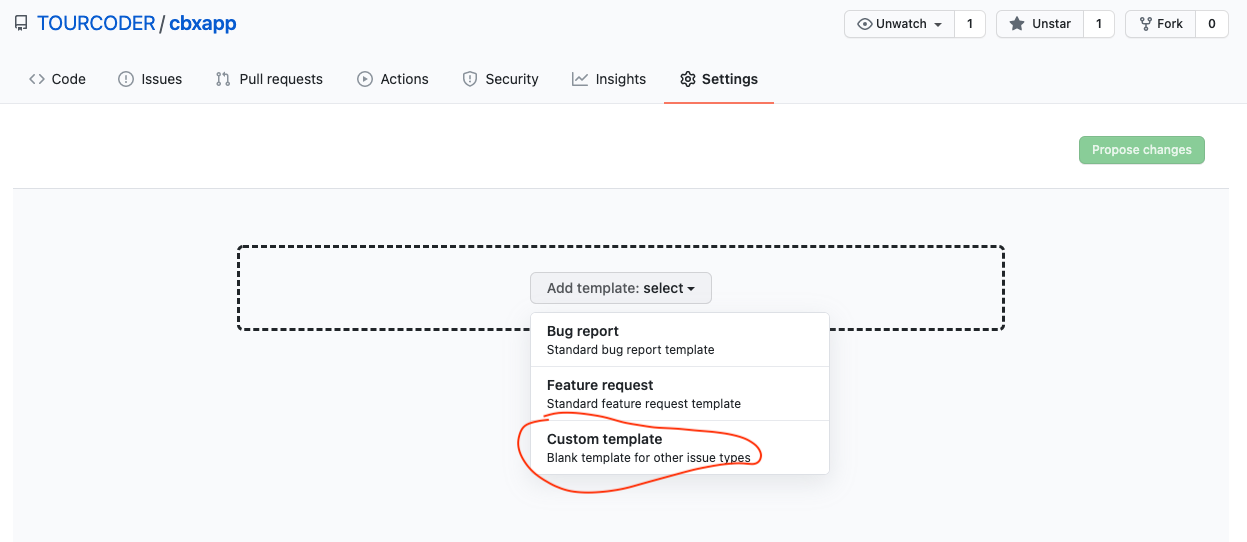 TOURCODER / cbxapp
Unwatch 1 Unstar 1 Fork 0
Code Issues Pull requests Actions Security Insights Settings
Propose changes
Add template: select
Bug report
Standard bug report template
Feature request
Standard feature request template
Custom template
Blank template for other issue types